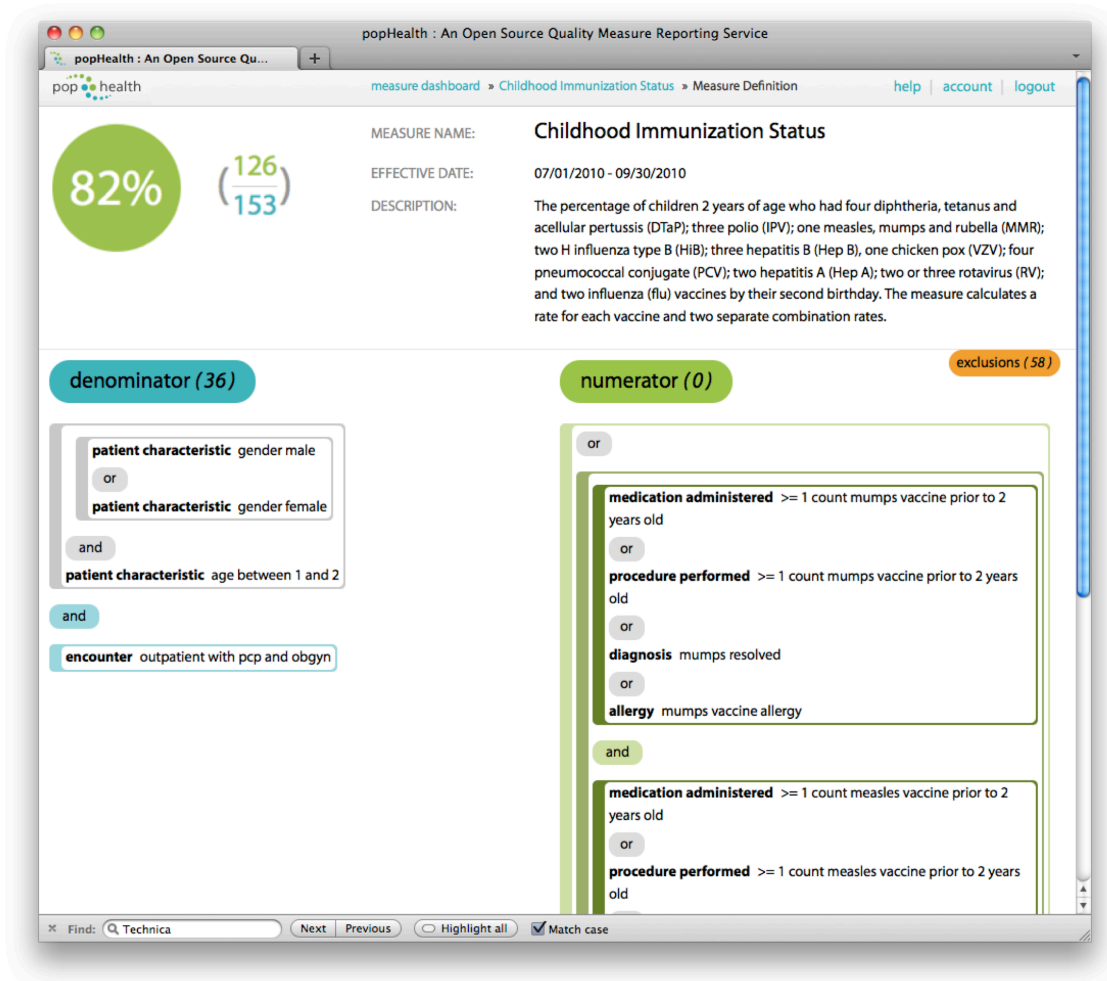 popHealth : An Open Source Quality Measure Reporting Service
popHealth : An Open Source Qu...
+
pop health
measure dashboard » Childhood Immunization Status » Measure Definition
help | account | logout
82%
(126
153)
MEASURE NAME:
Childhood Immunization Status
EFFECTIVE DATE:
07/01/2010 - 09/30/2010
DESCRIPTION:
The percentage of children 2 years of age who had four diphtheria, tetanus and
acellular pertussis (DTaP); three polio (IPV); one measles, mumps and rubella (MMR);
two H influenza type B (HiB); three hepatitis B (Hep B), one chicken pox (VZV); four
pneumococcal conjugate (PCV); two hepatitis A (Hep A); two or three rotavirus (RV);
and two influenza (flu) vaccines by their second birthday. The measure calculates a
rate for each vaccine and two separate combination rates.
denominator (36)
patient characteristic gender male
or
patient characteristic gender female
and
patient characteristic age between 1 and 2
and
encounter outpatient with pcp and obgyn
numerator (0)
exclusions (58)
or
medication administered >= 1 count mumps vaccine prior to 2
years old
or
procedure performed >= 1 count mumps vaccine prior to 2 years
old
or
diagnosis mumps resolved
or
allergy mumps vaccine allergy
and
medication administered >= 1 count measles vaccine prior to 2
years old
or
procedure performed >= 1 count measles vaccine prior to 2 years
old
× Find: Technica Next Previous Highlight all Match case